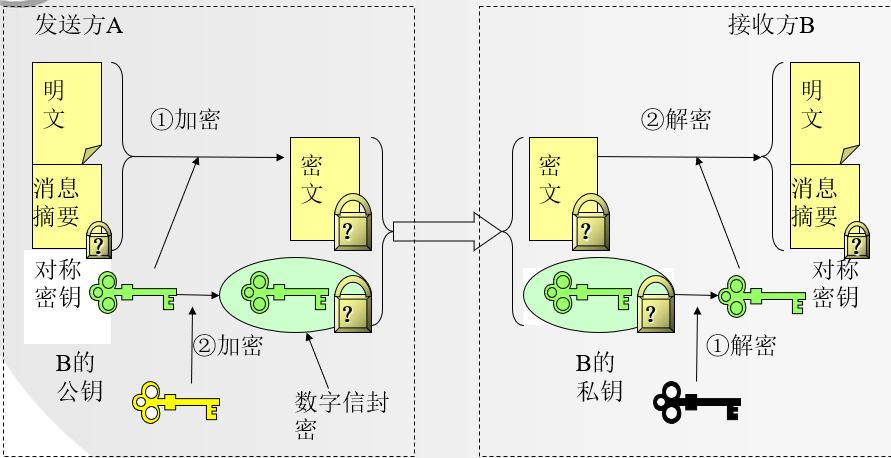 发送方A
明
文
①加密
消息
摘要
?
密
文
?
对称
密钥
?
②加密
B的
公钥
数字信封
密
接收方B
密
文
?
②解密
明
文
消息
摘要
?
对称
密钥
?
①解密
B的
私钥